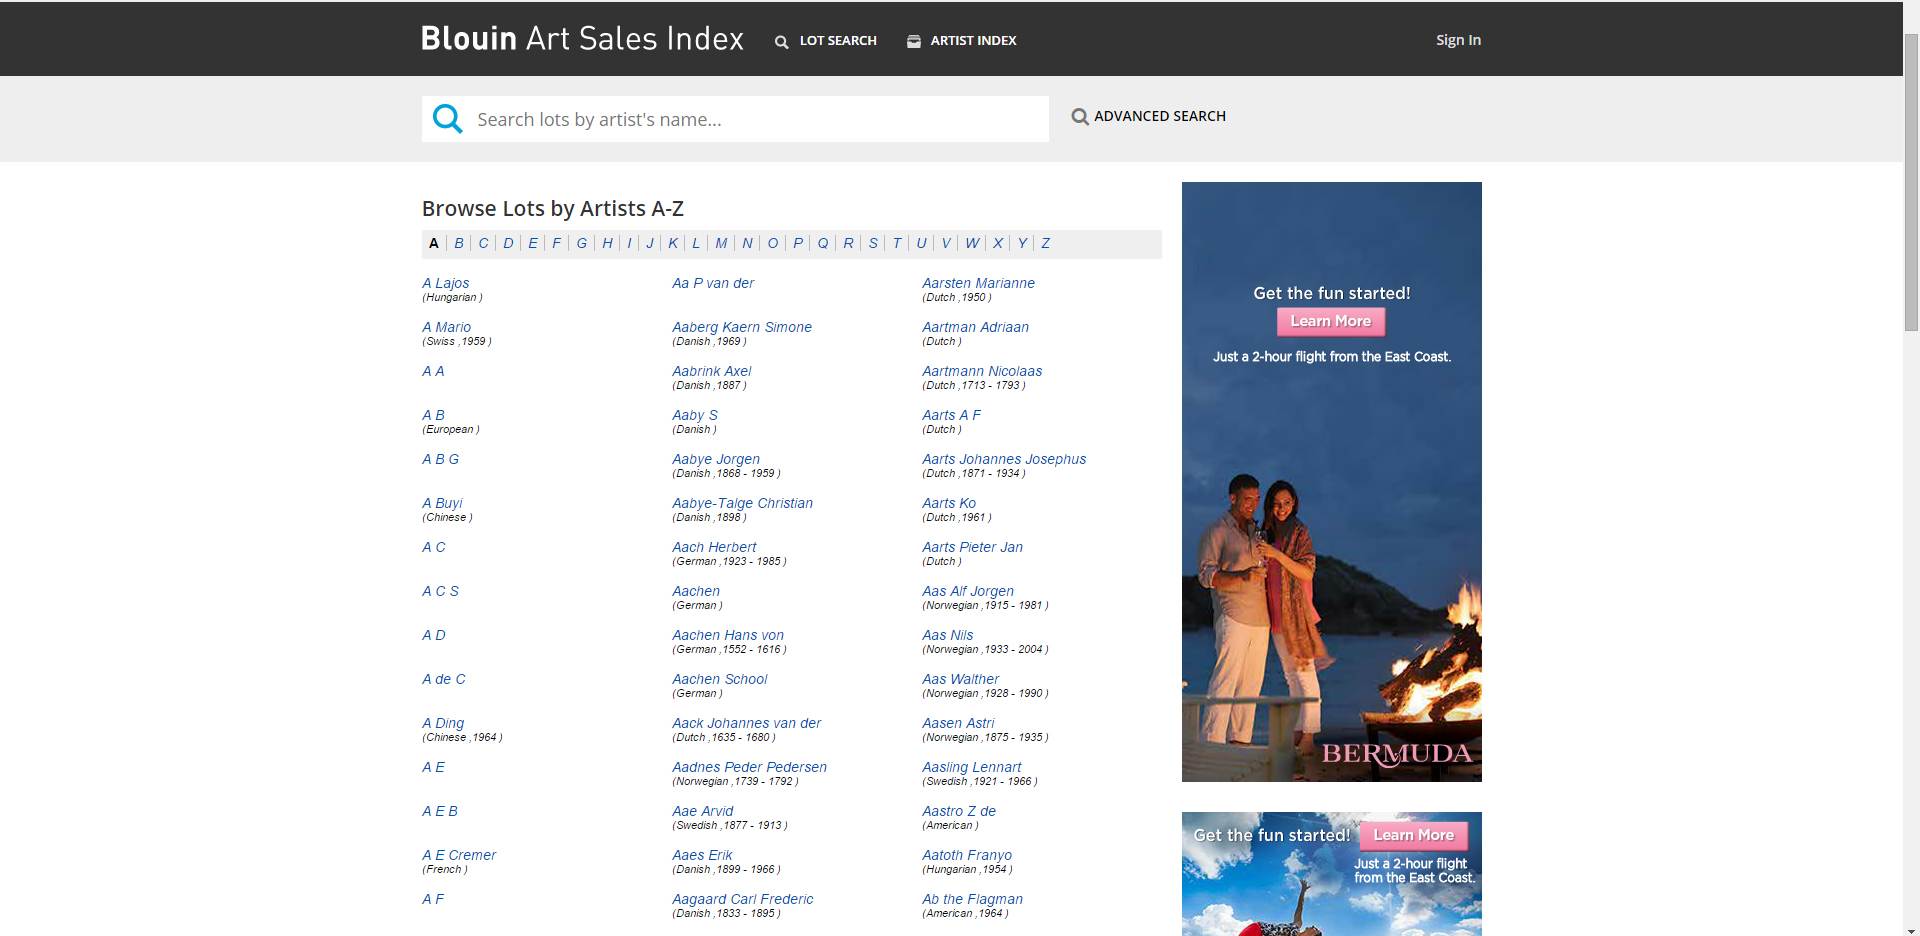 Blouin Art Sales Index
LOT SEARCH
ARTIST INDEX
Sign In
Search lots by artist's name...
ADVANCED SEARCH
Browse Lots by Artists A-Z
A B C D E F G H I J K L M N O P Q R S T U V W X Y Z
A Lajos
(Hungarian )
A Mario
(Swiss ,1959 )
A A
A B
(European )
A B G
A Buyi
(Chinese )
A C
A C S
A D
A de C
A Ding
(Chinese ,1964 )
A E
A E B
A E Cremer
(French )
A F
Aa P van der
Aaberg Kaern Simone
(Danish ,1969 )
Aabrink Axel
(Danish ,1887 )
Aaby S
(Danish )
Aabye Jorgen
(Danish ,1868 - 1959 )
Aabye-Talge Christian
(Danish ,1898 )
Aach Herbert
(German ,1923 - 1985 )
Aachen
(German )
Aachen Hans von
(German ,1552 - 1616 )
Aachen School
(German )
Aack Johannes van der
(Dutch ,1635 - 1680 )
Aadnes Peder Pedersen
(Norwegian ,1739 - 1792 )
Aae Arvid
(Swedish ,1877 - 1913 )
Aaes Erik
(Danish ,1899 - 1966 )
Aagaard Carl Frederic
(Danish ,1833 - 1895 )
Aarsten Marianne
(Dutch ,1950 )
Aartman Adriaan
(Dutch )
Aartmann Nicolaas
(Dutch ,1713 - 1793 )
Aarts A F
(Dutch )
Aarts Johannes Josephus
(Dutch ,1871 - 1934 )
Aarts Ko
(Dutch ,1961 )
Aarts Pieter Jan
(Dutch )
Aas Alf Jorgen
(Norwegian ,1915 - 1981 )
Aas Nils
(Norwegian ,1933 - 2004 )
Aas Walther
(Norwegian ,1928 - 1990 )
Aasen Astri
(Norwegian ,1875 - 1935 )
Aasling Lennart
(Swedish ,1921 - 1966 )
Aastro Z de
(American )
Aatoth Franyo
(Hungarian ,1954 )
Ab the Flagman
(American ,1964 )
Get the fun started!
Learn More
Just a 2-hour flight from the East Coast.
BERMUDA
Get the fun started!
Learn More
Just a 2-hour flight
from the East Coast.